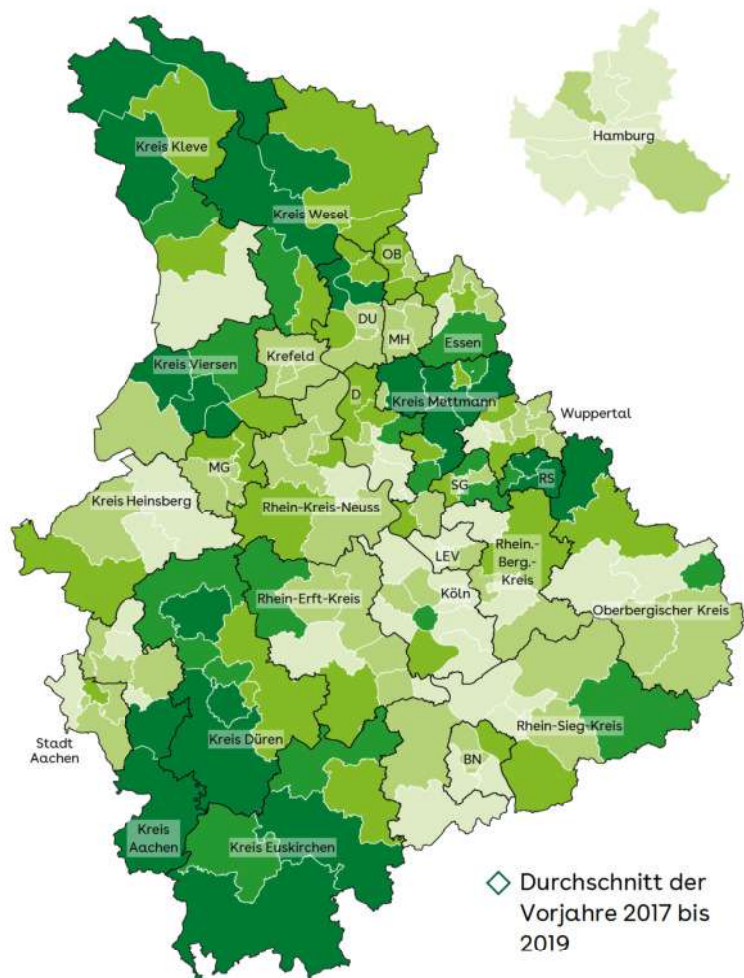 Hamburg
Kreis Kleve
Kreis Wesel
OB
DU
MH
Essen
Kreis Viersen
Krefeld
D
Kreis Mettmann
Wuppertal
MG
SG
RS
Kreis Heinsberg
Rhein-Kreis-Neuss
LEV
Rhein.-
Berg.-
Kreis
Rhein-Erft-Kreis
Köln
Oberbergischer Kreis
Stadt
Aachen
Kreis Düren
Rhein-Sieg-Kreis
BN
Kreis
Aachen
Kreis Euskirchen
Durchschnitt der
Vorjahre 2017 bis
2019